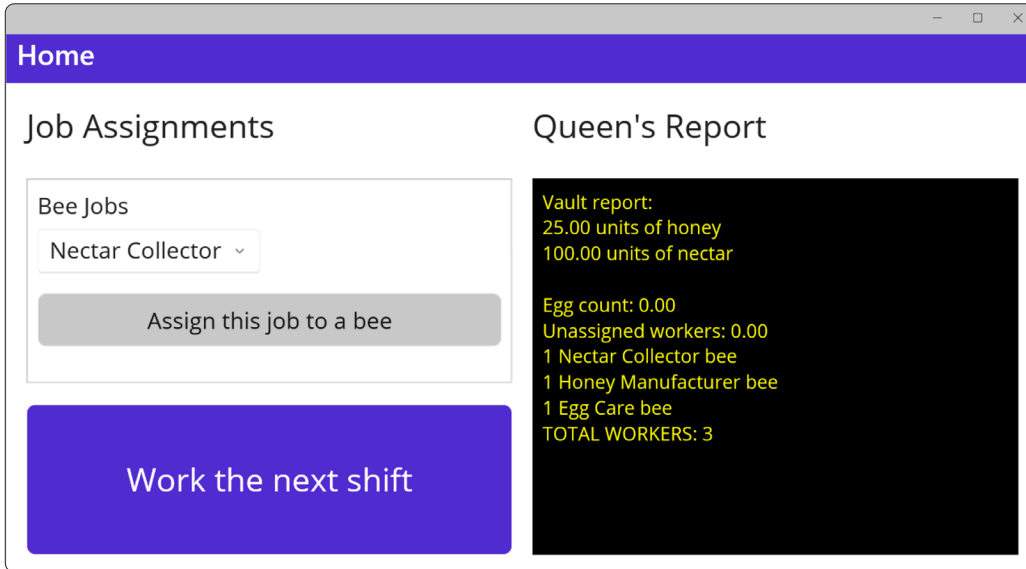 Home
Job Assignments
Bee Jobs
Nectar Collector
Assign this job to a bee
Work the next shift
Queen's Report
Vault report:
25.00 units of honey
100.00 units of nectar
Egg count: 0.00
Unassigned workers: 0.00
1 Nectar Collector bee
1 Honey Manufacturer bee
1 Egg Care bee
TOTAL WORKERS: 3